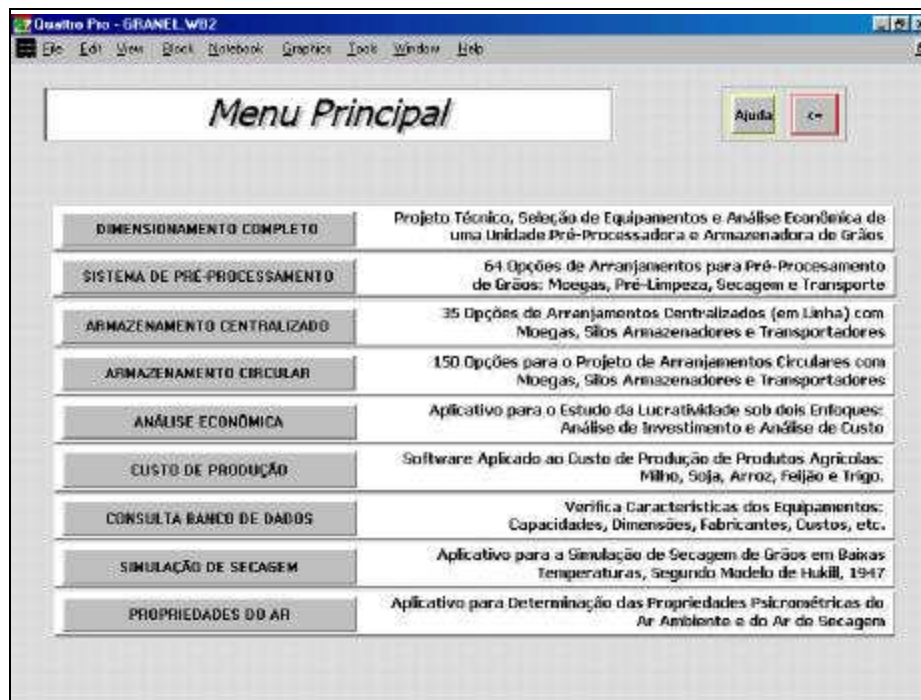 Quattro Pro - GRANEL.WB2
File Edit View Block Notebook Graphics Tools Window Help
Menu Principal
Ajuda <=
DIMENSIONAMENTO COMPLETO
Projeto Técnico, Seleção de Equipamentos e Análise Econômica de
uma Unidade Pré-Processadora e Armazenadora de Grãos
SISTEMA DE PRÉ-PROCESSAMENTO
64 Opções de Arranjamentos para Pré-Procesamento
de Grãos: Moegas, Pré-Limpeza, Secagem e Transporte
ARMAZENAMENTO CENTRALIZADO
35 Opções de Arranjamentos Centralizados (em Linha) com
Moegas, Silos Armazenadores e Transportadores
ARMAZENAMENTO CIRCULAR
150 Opções para o Projeto de Arranjamentos Circulares com
Moegas, Silos Armazenadores e Transportadores
ANÁLISE ECONÔMICA
Aplicativo para o Estudo da Lucratividade sob dois Enfoques:
Análise de Investimento e Análise de Custo
CUSTO DE PRODUÇÃO
Software Aplicado ao Custo de Produção de Produtos Agrícolas:
Milho, Soja, Arroz, Feijão e Trigo.
CONSULTA BANCO DE DADOS
Verifica Características dos Equipamentos:
Capacidades, Dimensões, Fabricantes, Custos, etc.
SIMULAÇÃO DE SECAGEM
Aplicativo para a Simulação de Secagem de Grãos em Baixas
Temperaturas, Segundo Modelo de Hukill, 1947
PROPRIEDADES DO AR
Aplicativo para Determinação das Propriedades Psicrométricas do
Ar Ambiente e do Ar de Secagem